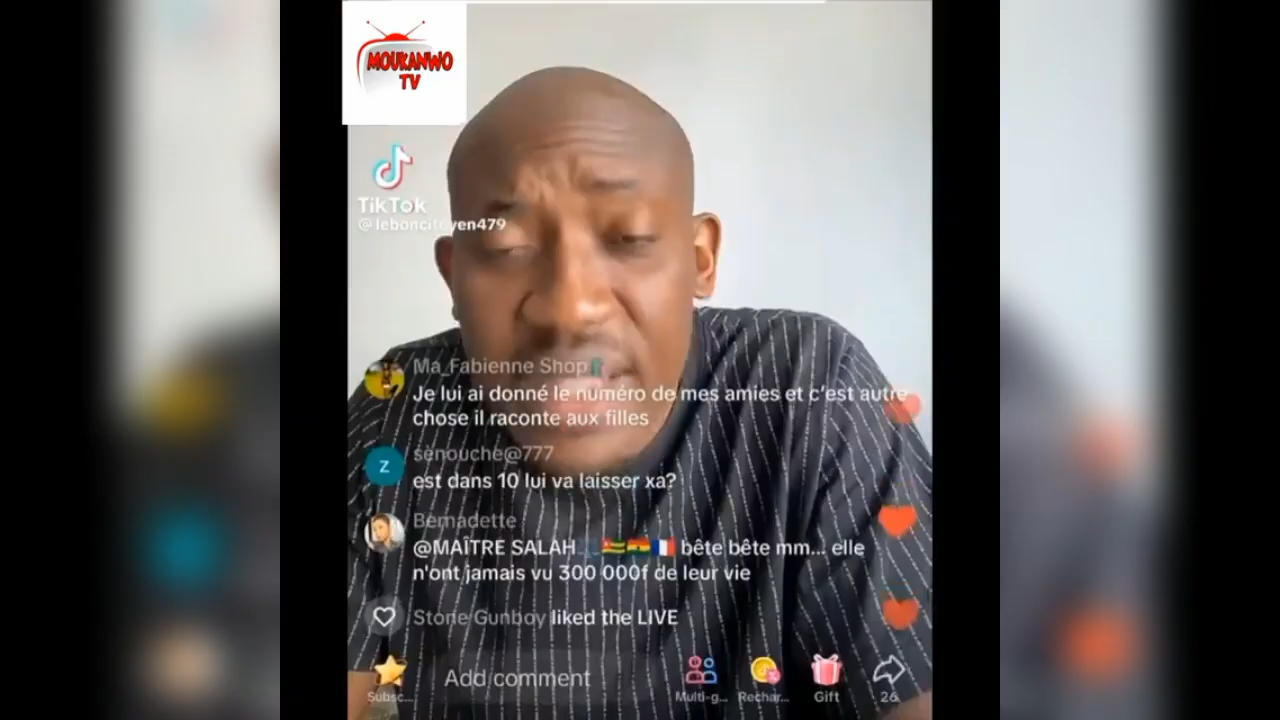 MOUKANWO
TV
TikTok
@leboncitoyen479
Ma_Fabienne Shop
Je lui ai donné le numéro de mes amies et c’est autre
chose il raconte aux filles
Z
senouche@777
est dans 10 lui va laisser xa?
Bernadette
@MAÎTRE SALAH⚖️🇹🇬🇬🇭🇫🇷 bête bête mm... elle
n'ont jamais vu 300 000f de leur vie
Stone Gunboy liked the LIVE
Add comment
Subsc...
Multi-g...
Rechar...
Gift
26